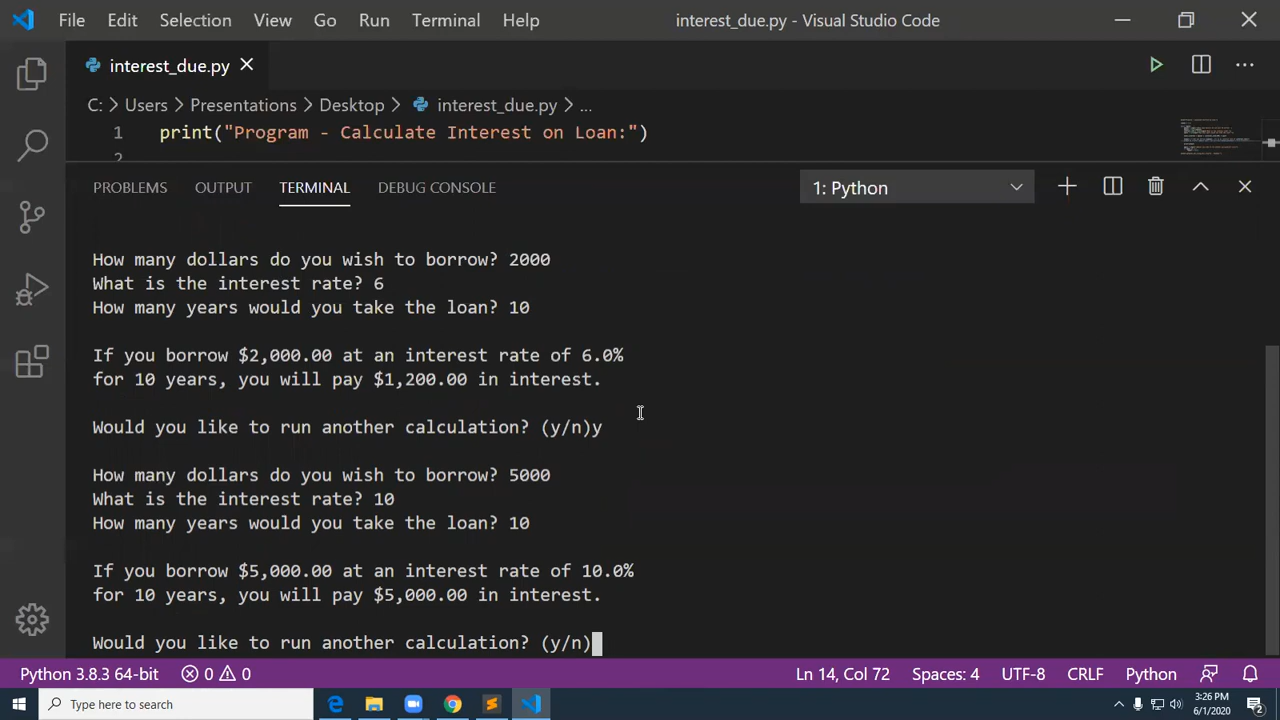 File Edit Selection View Go Run Terminal Help interest_due.py - Visual Studio Code
interest_due.py
C: > Users > Presentations > Desktop > interest_due.py > ...
1 print("Program - Calculate Interest on Loan:")
2
PROBLEMS OUTPUT TERMINAL DEBUG CONSOLE 1: Python
How many dollars do you wish to borrow? 2000
What is the interest rate? 6
How many years would you take the loan? 10
If you borrow $2,000.00 at an interest rate of 6.0%
for 10 years, you will pay $1,200.00 in interest.
Would you like to run another calculation? (y/n)y
How many dollars do you wish to borrow? 5000
What is the interest rate? 10
How many years would you take the loan? 10
If you borrow $5,000.00 at an interest rate of 10.0%
for 10 years, you will pay $5,000.00 in interest.
Would you like to run another calculation? (y/n)
Python 3.8.3 64-bit 0 0 Ln 14, Col 72 Spaces: 4 UTF-8 CRLF Python
Type here to search
3:26 PM
6/1/2020
2